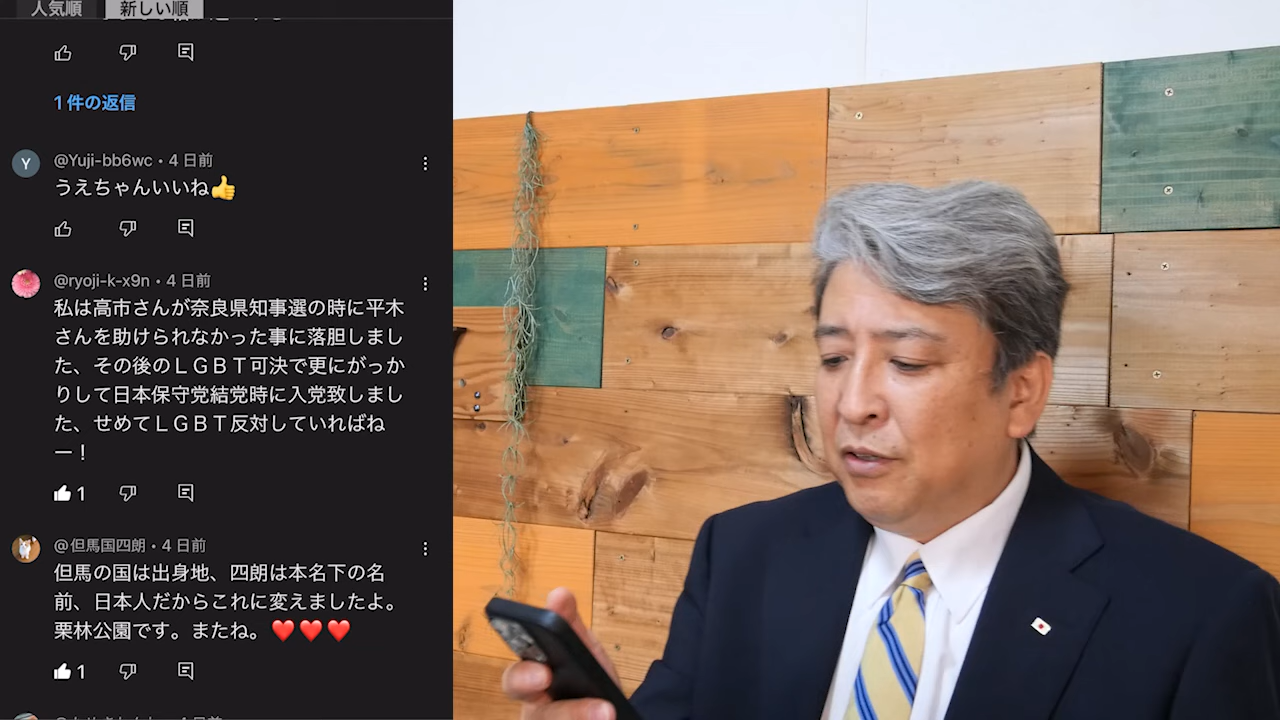 人気順 新しい順
1 件の返信
Y
@Yuji-bb6wc・4 日前
うえちゃんいいね👍
@ryoji-k-x9n・4 日前
私は高市さんが奈良県知事選の時に平木
さんを助けられなかった事に落胆しまし
た、その後のＬＧＢＴ可決で更にがっか
りして日本保守党結党時に入党致しまし
た、せめてＬＧＢＴ反対していればね
ー！
1
@但馬国四朗・4 日前
但馬の国は出身地、四朗は本名下の名
前、日本人だからこれに変えましたよ。
栗林公園です。またね。❤️❤️❤️
1